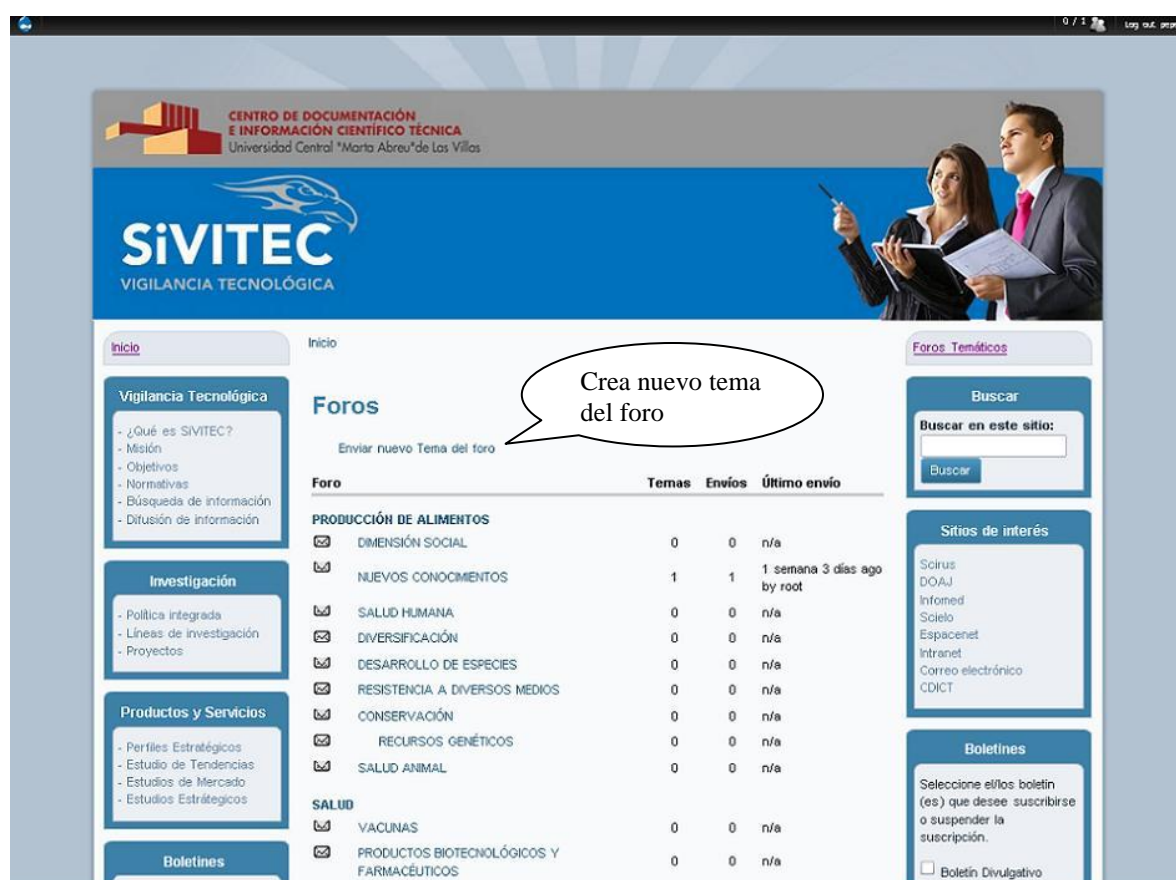 0 / 1
Log out
CENTRO DE DOCUMENTACIÓN
E INFORMACIÓN CIENTÍFICO TÉCNICA
Universidad Central "Marta Abreu"de Las Villas
SiVITEC
VIGILANCIA TECNOLÓGICA
Inicio
Vigilancia Tecnológica
- ¿Qué es SiVITEC?
- Misión
- Objetivos
- Normativas
- Búsqueda de información
- Difusión de información
Investigación
- Política integrada
- Líneas de investigación
- Proyectos
Productos y Servicios
- Perfiles Estratégicos
- Estudio de Tendencias
- Estudios de Mercado
- Estudios Estrátegicos
Boletines
Inicio
Crea nuevo tema
del foro
Foros
Enviar nuevo Tema del foro
Foro Temas Envíos Último envío
PRODUCCIÓN DE ALIMENTOS
DIMENSIÓN SOCIAL 0 0 n/a
NUEVOS CONOCIMIENTOS 1 1 1 semana 3 días ago
by root
SALUD HUMANA 0 0 n/a
DIVERSIFICACIÓN 0 0 n/a
DESARROLLO DE ESPECIES 0 0 n/a
RESISTENCIA A DIVERSOS MEDIOS 0 0 n/a
CONSERVACIÓN 0 0 n/a
RECURSOS GENÉTICOS 0 0 n/a
SALUD ANIMAL 0 0 n/a
SALUD
VACUNAS 0 0 n/a
PRODUCTOS BIOTECNOLÓGICOS Y
FARMACÉUTICOS 0 0 n/a
Foros Temáticos
Buscar
Buscar en este sitio:
Buscar
Sitios de interés
Scirus
DOAJ
Infomed
Scielo
Espacenet
Intranet
Correo electrónico
CDICT
Boletines
Seleccione el/los boletín
(es) que desee suscribirse
o suspender la
suscripción.
Boletín Divulgativo